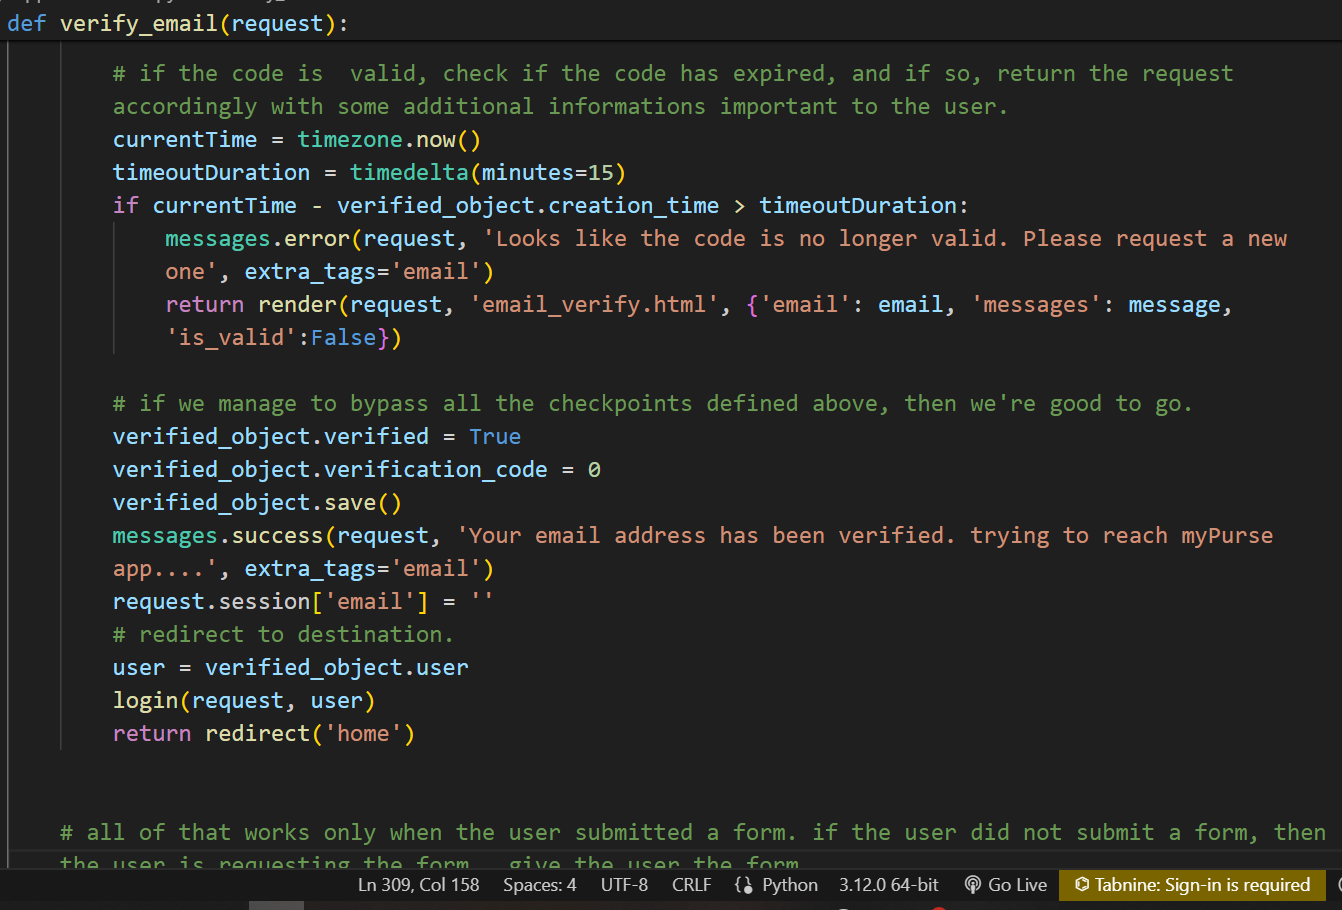 def verify_email(request):
# if the code is  valid, check if the code has expired, and if so, return the request
accordingly with some additional informations important to the user.
currentTime = timezone.now()
timeoutDuration = timedelta(minutes=15)
if currentTime - verified_object.creation_time > timeoutDuration:
messages.error(request, 'Looks like the code is no longer valid. Please request a new
one', extra_tags='email')
return render(request, 'email_verify.html', {'email': email, 'messages': message,
'is_valid':False})
# if we manage to bypass all the checkpoints defined above, then we're good to go.
verified_object.verified = True
verified_object.verification_code = 0
verified_object.save()
messages.success(request, 'Your email address has been verified. trying to reach myPurse
app....', extra_tags='email')
request.session['email'] = ''
# redirect to destination.
user = verified_object.user
login(request, user)
return redirect('home')
# all of that works only when the user submitted a form. if the user did not submit a form, then
the user is requesting the form.  give the user the form
Ln 309, Col 158 Spaces: 4 UTF-8 CRLF Python 3.12.0 64-bit Go Live Tabnine: Sign-in is required